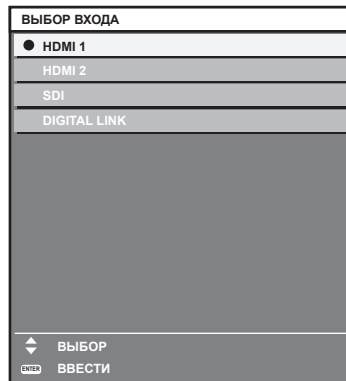 ВЫБОР ВХОДА
HDMI 1
HDMI 2
SDI
DIGITAL LINK
ВЫБОР
ENTER ВВЕСТИ